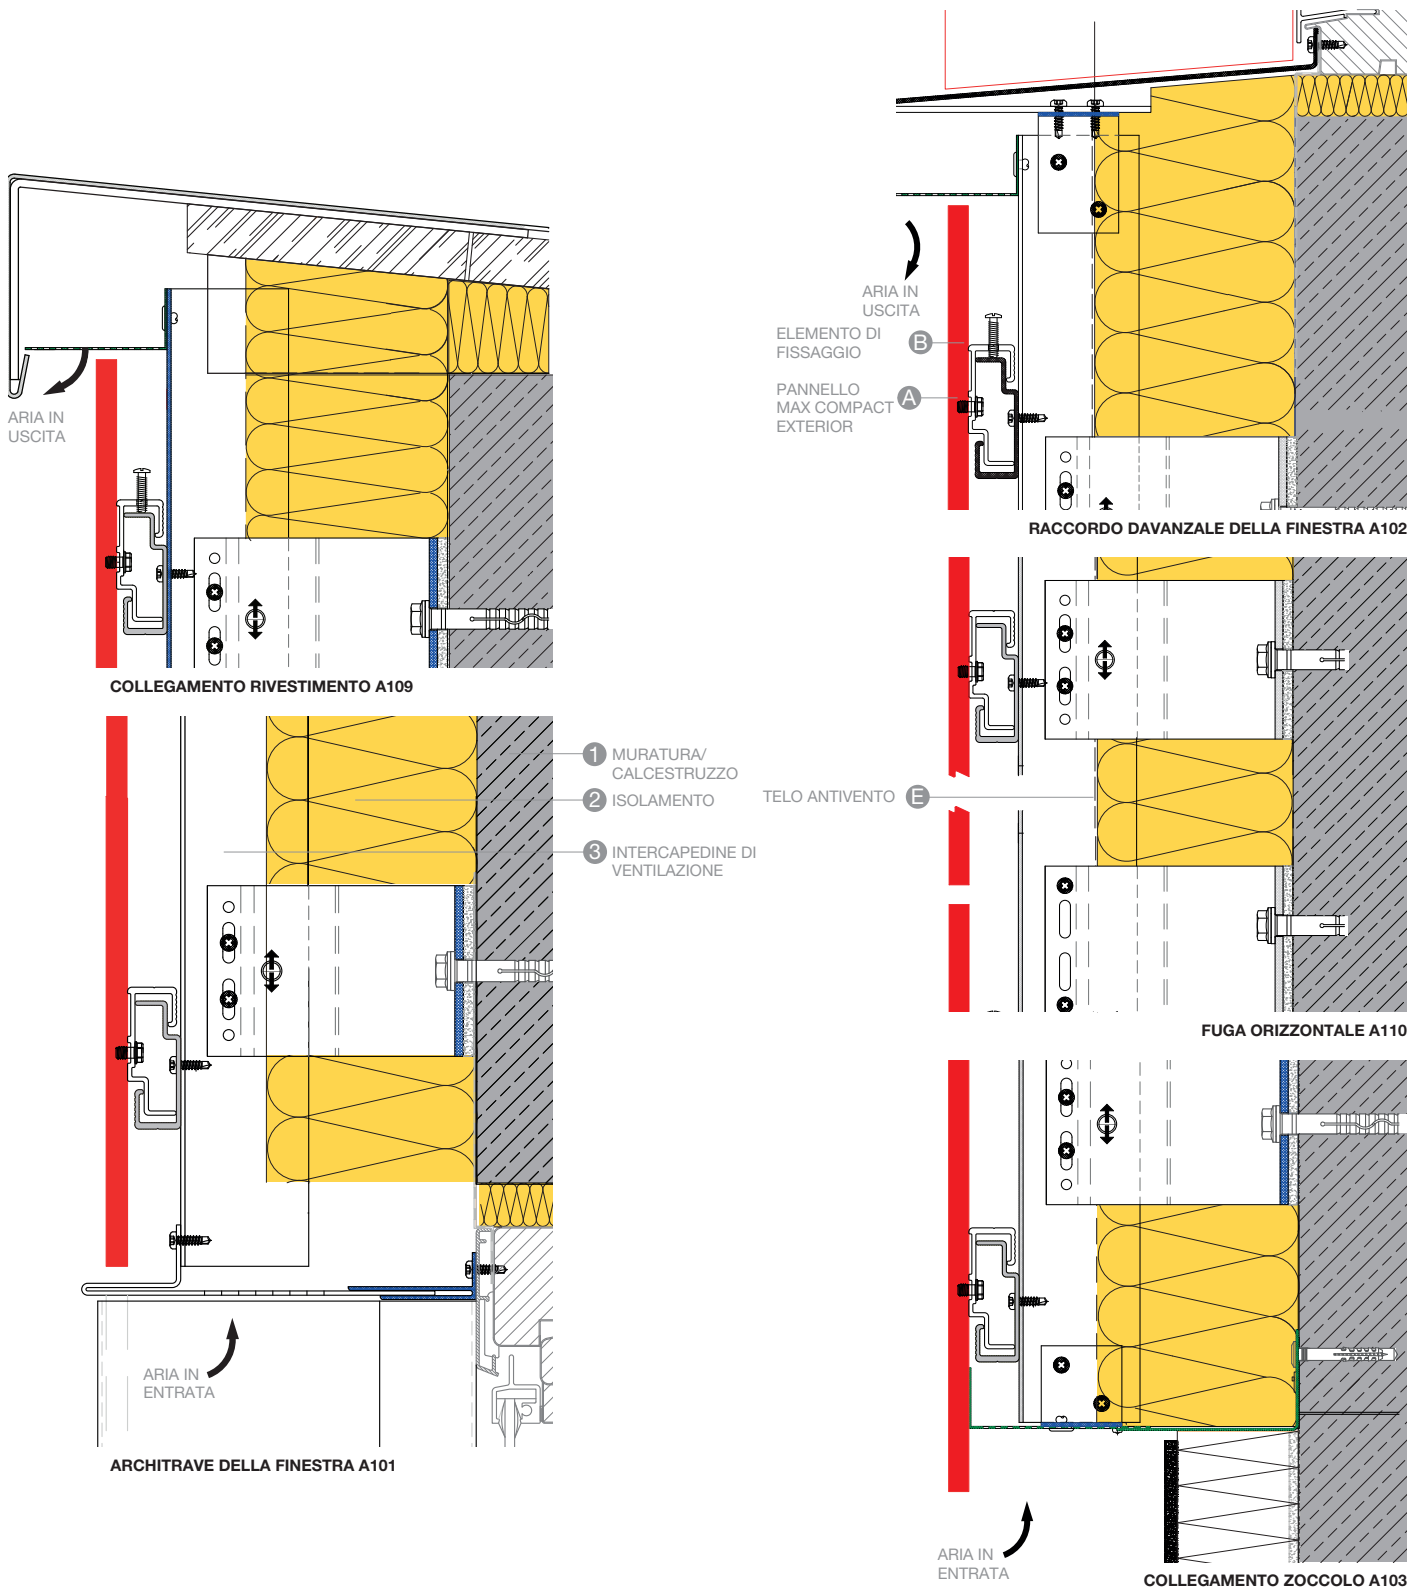 ARIA IN
USCITA
COLLEGAMENTO RIVESTIMENTO A109
1 MURATURA/
CALCESTRUZZO
2 ISOLAMENTO
3 INTERCAPEDINE DI
VENTILAZIONE
ARIA IN
ENTRATA
ARCHITRAVE DELLA FINESTRA A101
ARIA IN
USCITA
ELEMENTO DI
FISSAGGIO
B
PANNELLO
MAX COMPACT
EXTERIOR
A
RACCORDO DAVANZALE DELLA FINESTRA A102
TELO ANTIVENTO E
FUGA ORIZZONTALE A110
ARIA IN
ENTRATA
COLLEGAMENTO ZOCCOLO A103